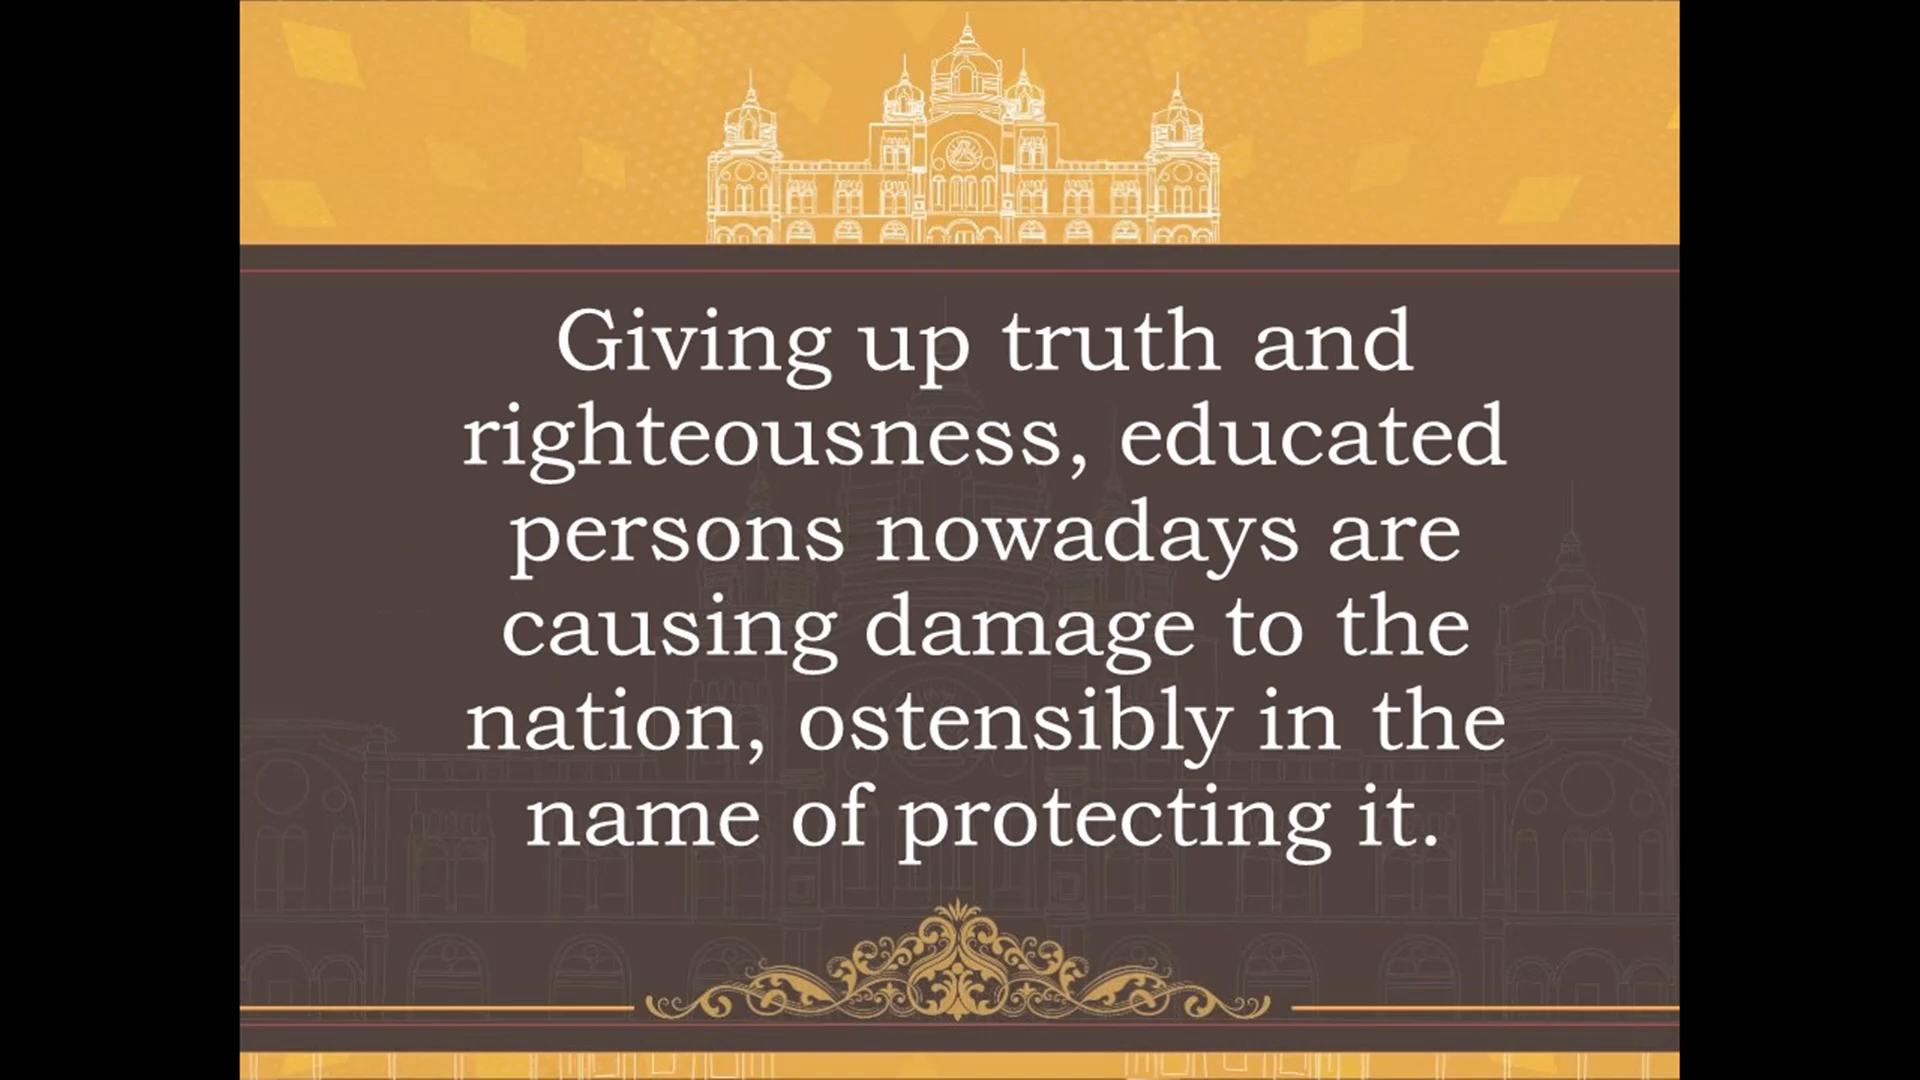 Giving up truth and
righteousness, educated
persons nowadays are
causing damage to the
nation, ostensibly in the
name of protecting it.